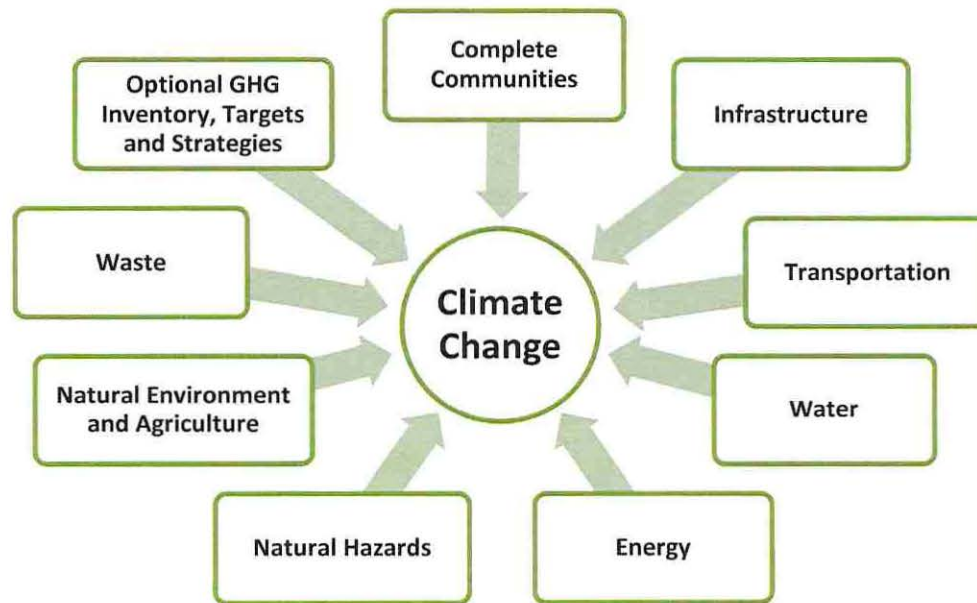 Complete
Communities
Optional GHG
Inventory, Targets
and Strategies
Infrastructure
Waste
Transportation
Climate
Change
Natural Environment
and Agriculture
Water
Natural Hazards
Energy